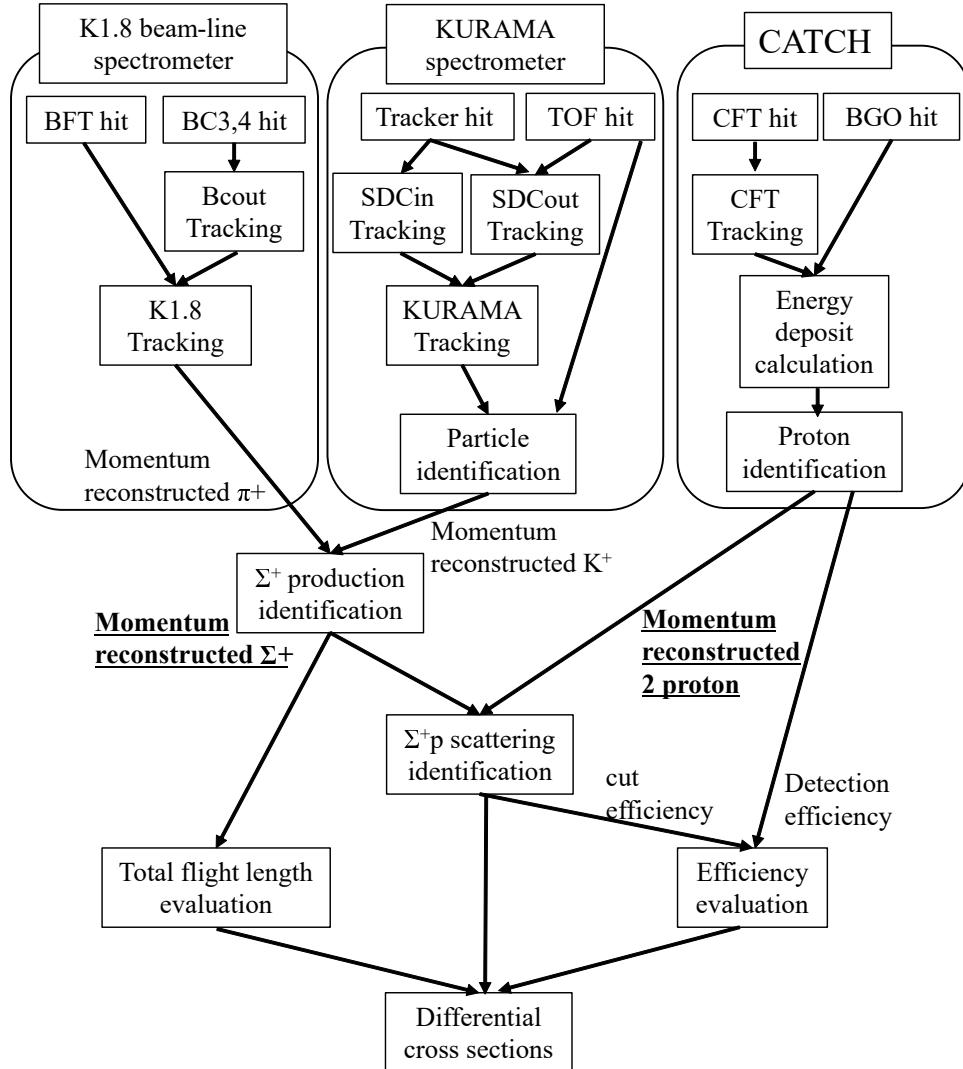 K1.8 beam-line
spectrometer
KURAMA
spectrometer
CATCH
BFT hit
BC3,4 hit
Tracker hit
TOF hit
CFT hit
BGO hit
Bcout
Tracking
SDCin
Tracking
SDCout
Tracking
CFT
Tracking
K1.8
Tracking
KURAMA
Tracking
Energy
deposit
calculation
Particle
identification
Proton
identification
Momentum
reconstructed π+
Momentum
reconstructed K⁺
Σ⁺ production
identification
Momentum
reconstructed Σ+
Momentum
reconstructed
2 proton
Σ⁺p scattering
identification
cut
efficiency
Detection
efficiency
Total flight length
evaluation
Efficiency
evaluation
Differential
cross sections